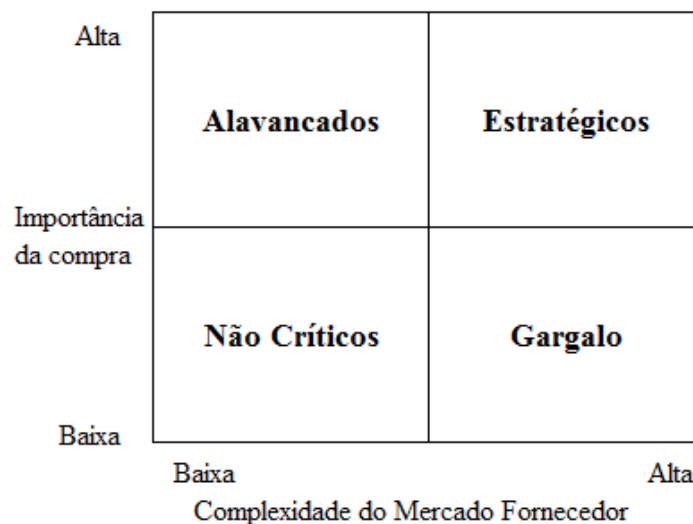 Alta
Alavancados
Estratégicos
Importância
da compra
Não Críticos
Gargalo
Baixa
Baixa
Alta
Complexidade do Mercado Fornecedor